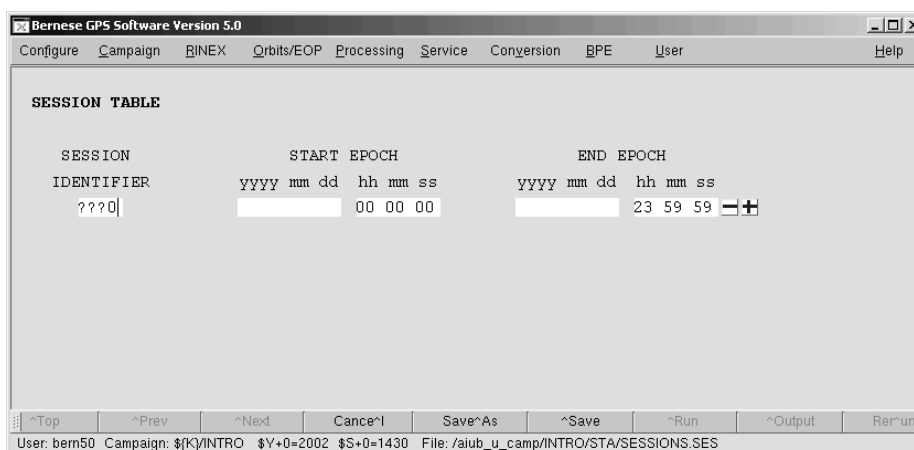 Bernese GPS Software Version 5.0
Configure Campaign RINEX Orbits/EOP Processing Service Conversion BPE User Help
SESSION TABLE
SESSION START EPOCH END EPOCH
IDENTIFIER yyyy mm dd hh mm ss yyyy mm dd hh mm ss
???0 00 00 00 23 59 59
^Top ^Prev ^Next Cance^l Save^As ^Save ^Run ^Output
User: bern50 Campaign: ${K}/INTRO $Y+0=2002 $S+0=1430 File: /aiub_u_camp/INTRO/STA/SESSIONS.SES